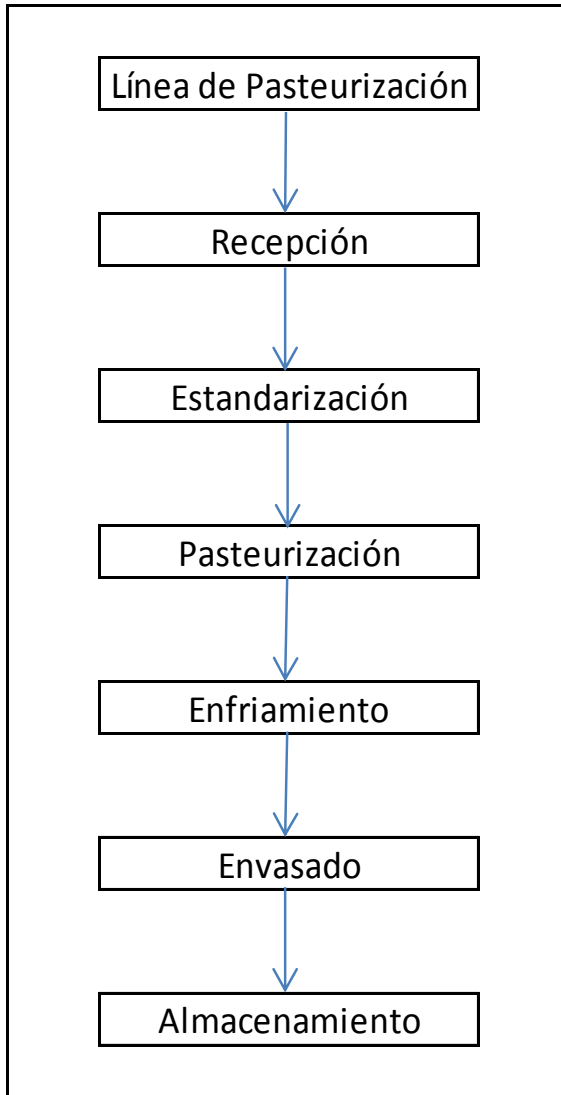 Línea de Pasteurización
Recepción
Estandarización
Pasteurización
Enfriamiento
Envasado
Almacenamiento